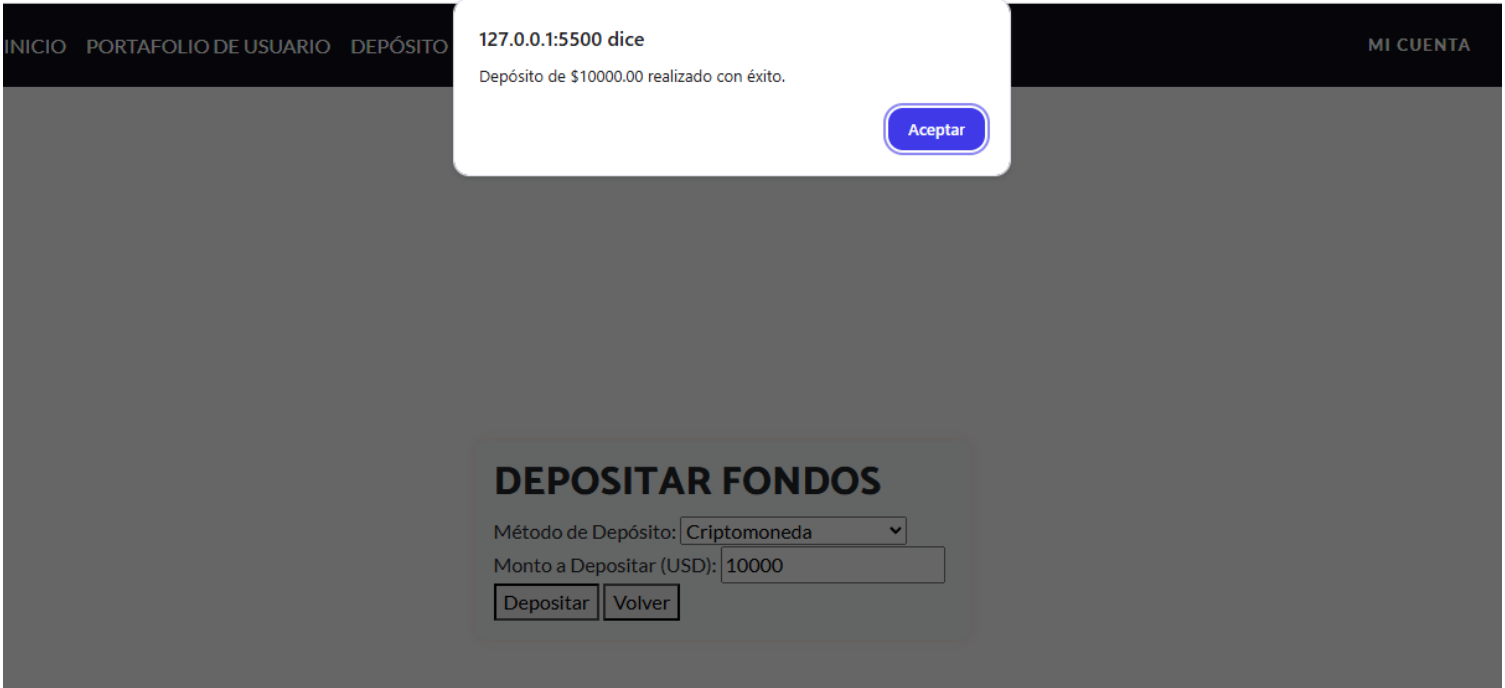 127.0.0.1:5500 dice
Depósito de $10000.00 realizado con éxito.
Aceptar
INICIO PORTAFOLIO DE USUARIO DEPÓSITO MI CUENTA
DEPOSITAR FONDOS
Método de Depósito: Criptomoneda
Monto a Depositar (USD): 10000
Depositar Volver